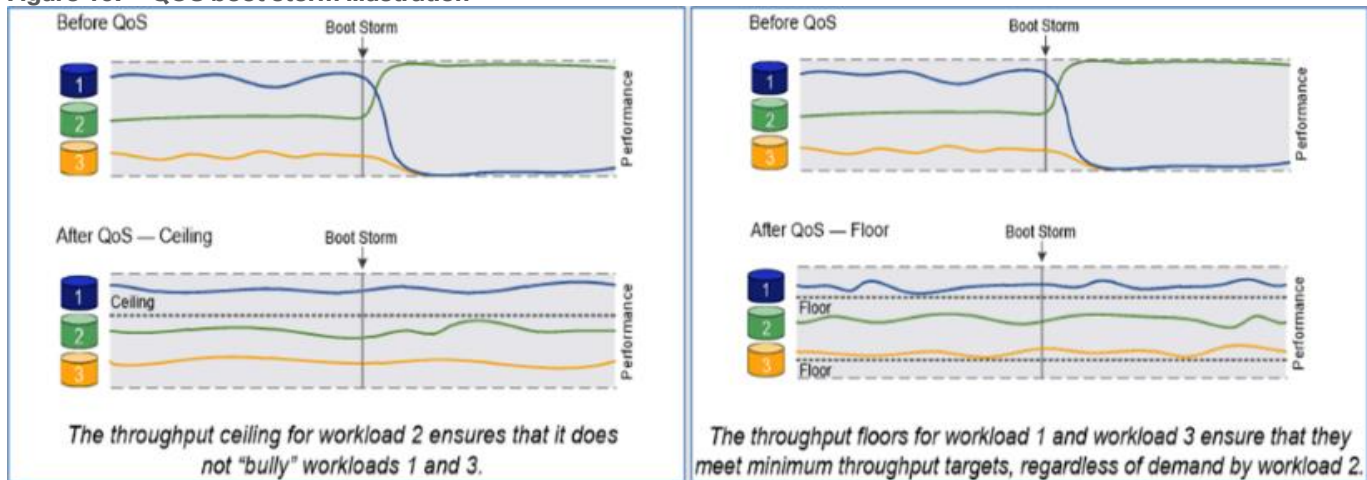 Before QoS
Boot Storm
1
2
3
Performance
After QoS — Ceiling
Boot Storm
1
Ceiling
2
3
Performance
The throughput ceiling for workload 2 ensures that it does
not “bully” workloads 1 and 3.
Before QoS
Boot Storm
1
2
3
Performance
After QoS — Floor
Boot Storm
1
Floor
2
3
Floor
Performance
The throughput floors for workload 1 and workload 3 ensure that they
meet minimum throughput targets, regardless of demand by workload 2.